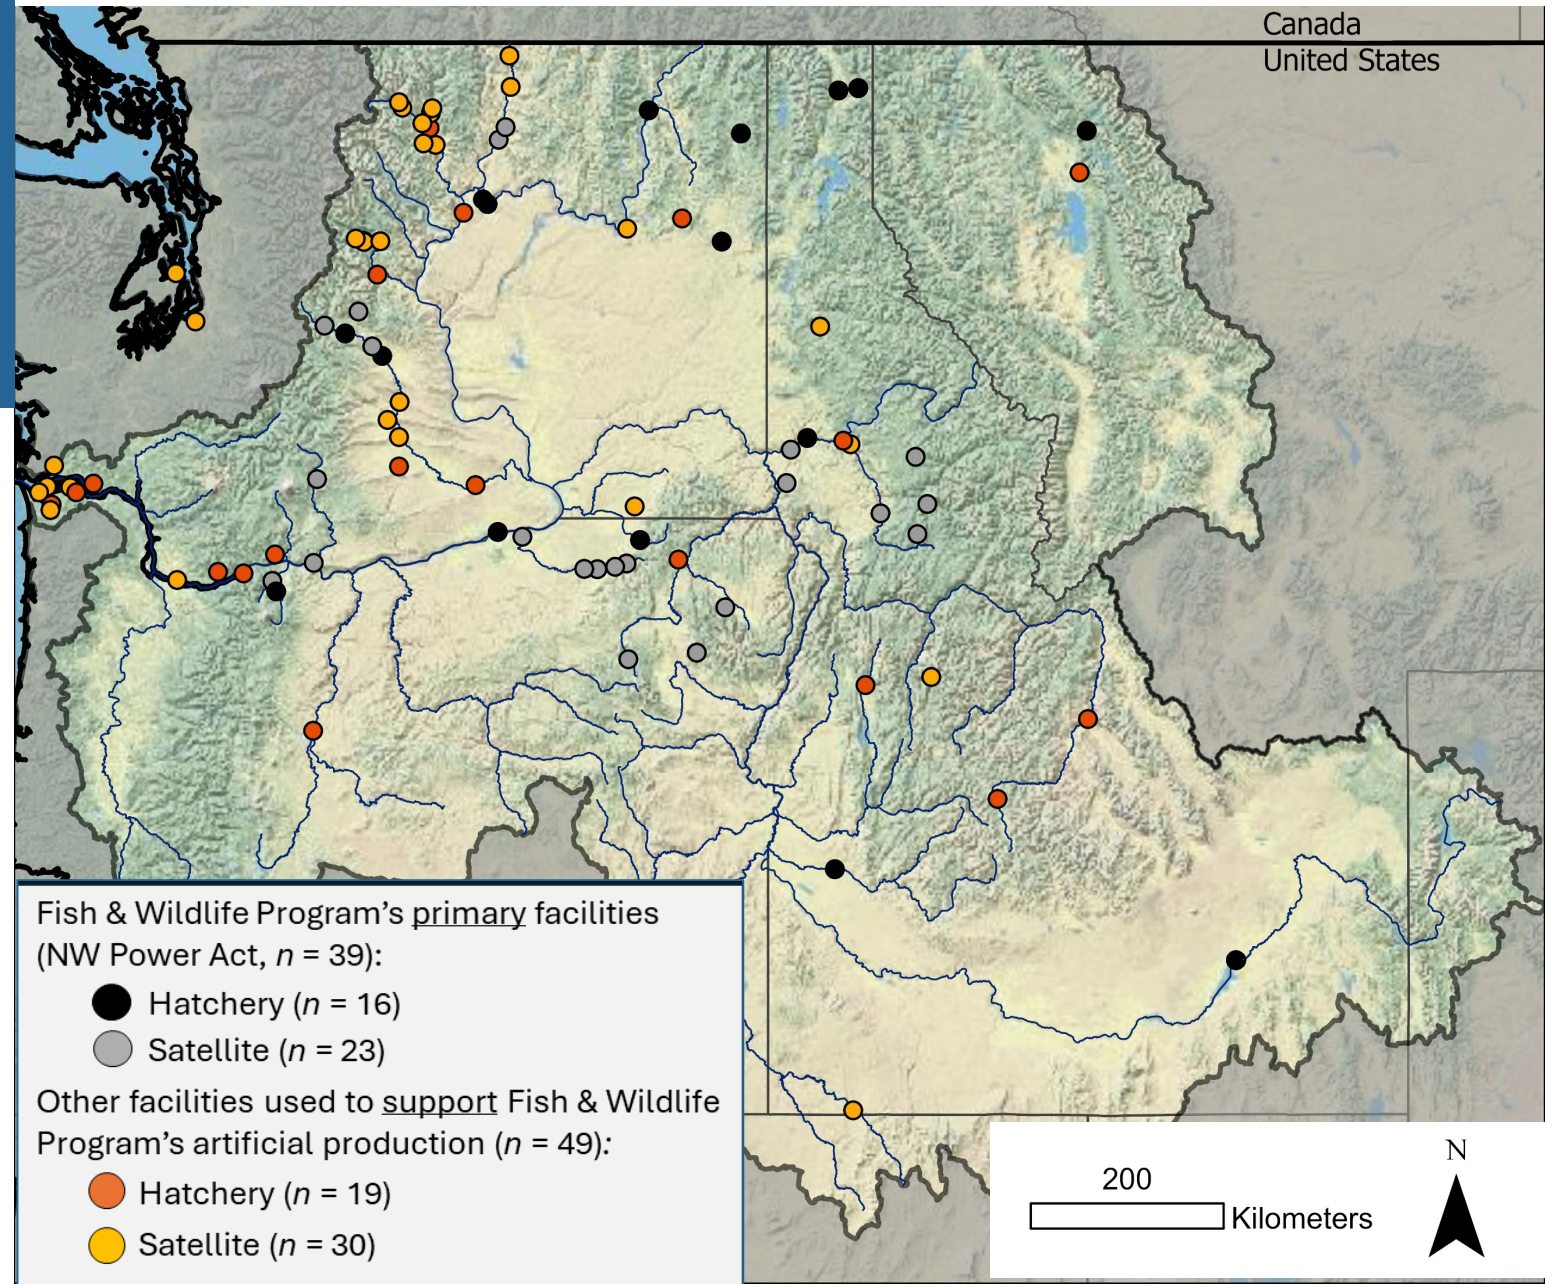 Canada
United States
Fish & Wildlife Program’s primary facilities
(NW Power Act, n = 39):
Hatchery (n = 16)
Satellite (n = 23)
Other facilities used to support Fish & Wildlife
Program’s artificial production (n = 49):
Hatchery (n = 19)
Satellite (n = 30)
200
Kilometers
N